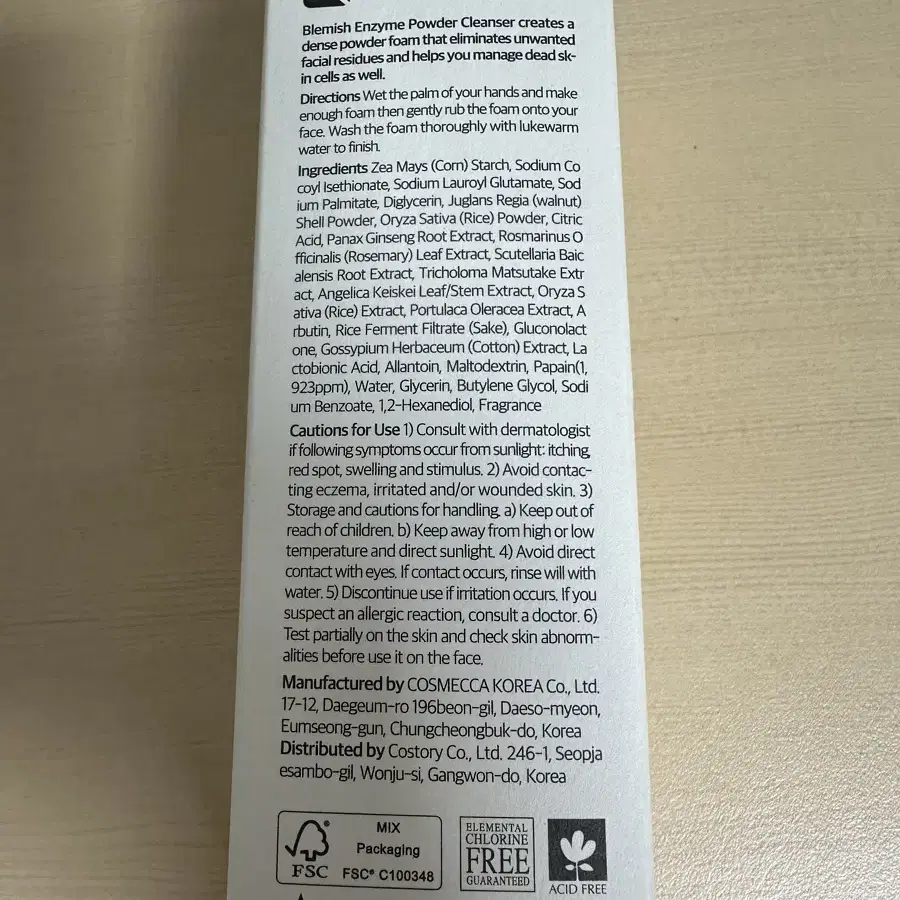 Blemish Enzyme Powder Cleanser creates a
dense powder foam that eliminates unwanted
facial residues and helps you manage dead sk-
in cells as well.
Directions Wet the palm of your hands and make
enough foam then gently rub the foam onto your
face. Wash the foam thoroughly with lukewarm
water to finish.
Ingredients Zea Mays (Corn) Starch, Sodium Co
coyl Isethionate, Sodium Lauroyl Glutamate, Sod
ium Palmitate, Diglycerin, Juglans Regia (walnut)
Shell Powder, Oryza Sativa (Rice) Powder, Citric
Acid, Panax Ginseng Root Extract, Rosmarinus O
fficinalis (Rosemary) Leaf Extract, Scutellaria Baic
alensis Root Extract, Tricholoma Matsutake Extr
act, Angelica Keiskei Leaf/Stem Extract, Oryza S
ativa (Rice) Extract, Portulaca Oleracea Extract, A
rbutin, Rice Ferment Filtrate (Sake), Gluconolact
one, Gossypium Herbaceum (Cotton) Extract, La
ctobionic Acid, Allantoin, Maltodextrin, Papain(1,
923ppm), Water, Glycerin, Butylene Glycol, Sodi
um Benzoate, 1,2-Hexanediol, Fragrance
Cautions for Use 1) Consult with dermatologist
if following symptoms occur from sunlight: itching,
red spot, swelling and stimulus. 2) Avoid contac-
ting eczema, irritated and/or wounded skin. 3)
Storage and cautions for handling. a) Keep out of
reach of children. b) Keep away from high or low
temperature and direct sunlight. 4) Avoid direct
contact with eyes. If contact occurs, rinse will with
water. 5) Discontinue use if irritation occurs. If you
suspect an allergic reaction, consult a doctor. 6)
Test partially on the skin and check skin abnorm-
alities before use it on the face.
Manufactured by COSMECCA KOREA Co., Ltd.
17-12, Daegeum-ro 196beon-gil, Daeso-myeon,
Eumseong-gun, Chungcheongbuk-do, Korea
Distributed by Costory Co., Ltd. 246-1, Seopja
esambo-gil, Wonju-si, Gangwon-do, Korea
FSC
MIX
Packaging
FSC® C100348
ELEMENTAL
CHLORINE
FREE
GUARANTEED
ACID FREE